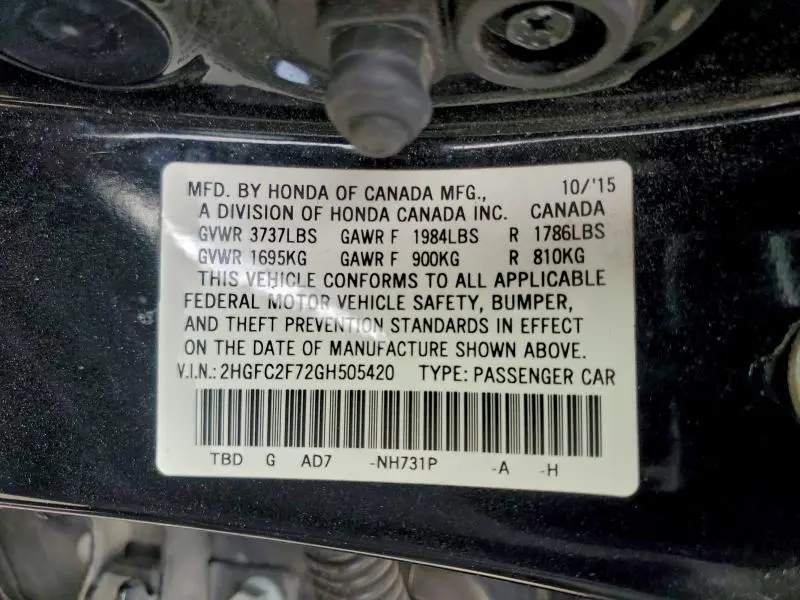 MFD. BY HONDA OF CANADA MFG., 10/'15
A DIVISION OF HONDA CANADA INC. CANADA
GVWR 3737LBS GAWR F 1984LBS R 1786LBS
GVWR 1695KG GAWR F 900KG R 810KG
THIS VEHICLE CONFORMS TO ALL APPLICABLE
FEDERAL MOTOR VEHICLE SAFETY, BUMPER,
AND THEFT PREVENTION STANDARDS IN EFFECT
ON THE DATE OF MANUFACTURE SHOWN ABOVE.
V.I.N.: 2HGFC2F72GH505420 TYPE: PASSENGER CAR
TBD G AD7 -NH731P -A -H